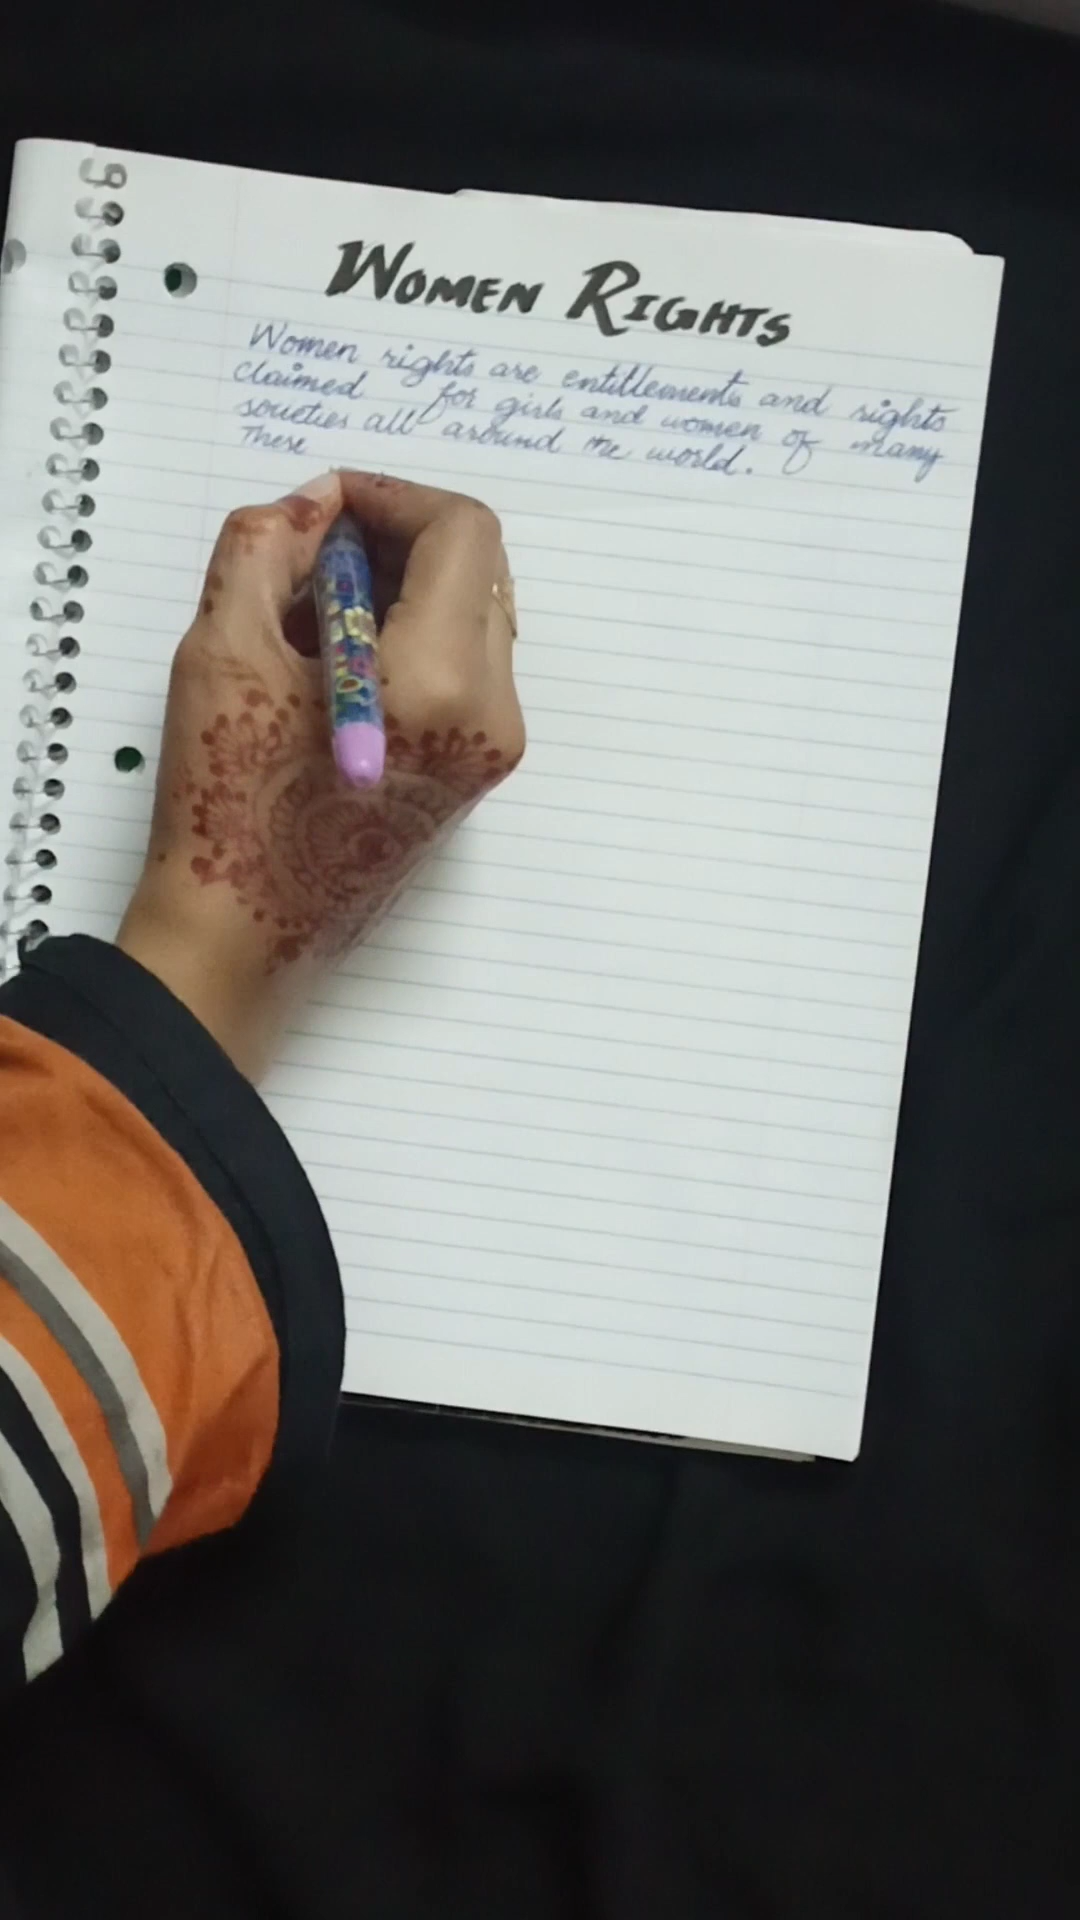 WOMEN RIGHTS
Women rights are entitlements and rights
claimed for girls and women of many
societies all around the world.
These